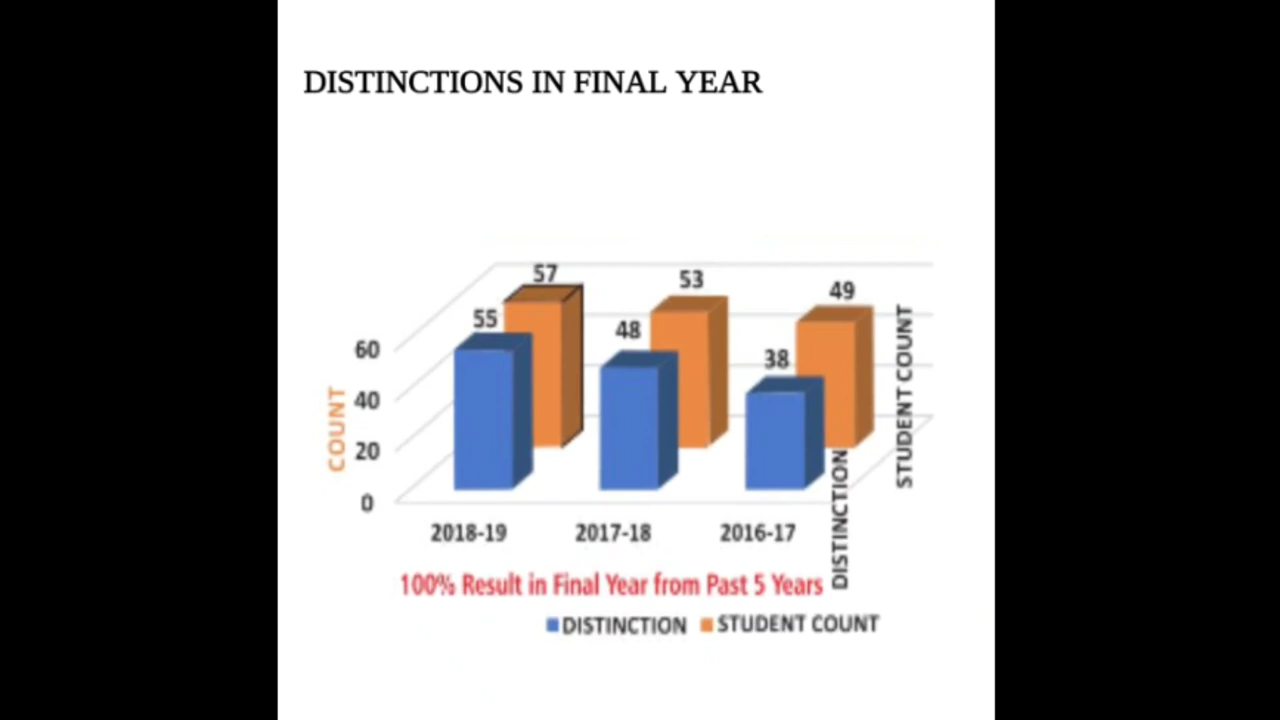 DISTINCTIONS IN FINAL YEAR
57
53
49
55
48
38
60
40
20
0
COUNT
STUDENT COUNT
DISTINCTION
2018-19 2017-18 2016-17
100% Result in Final Year from Past 5 Years
DISTINCTION STUDENT COUNT